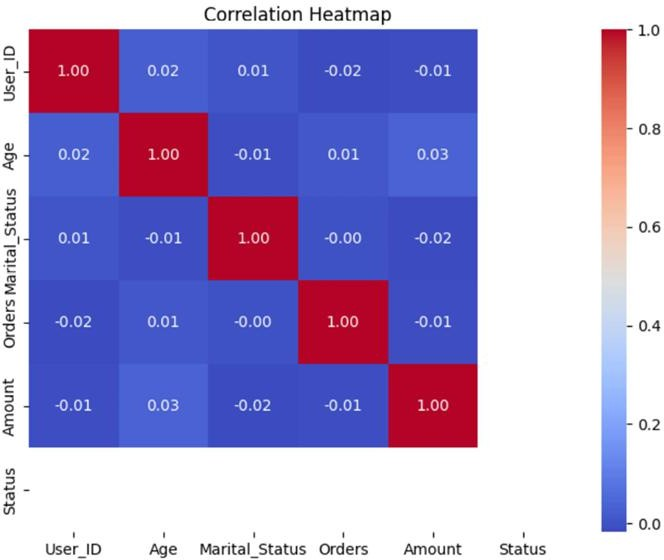 Correlation Heatmap
User_ID 1.00 0.02 0.01 -0.02 -0.01
Age 0.02 1.00 -0.01 0.01 0.03
Marital_Status 0.01 -0.01 1.00 -0.00 -0.02
Orders -0.02 0.01 -0.00 1.00 -0.01
Amount -0.01 0.03 -0.02 -0.01 1.00
Status
User_ID Age Marital_Status Orders Amount Status
1.0
0.8
0.6
0.4
0.2
0.0